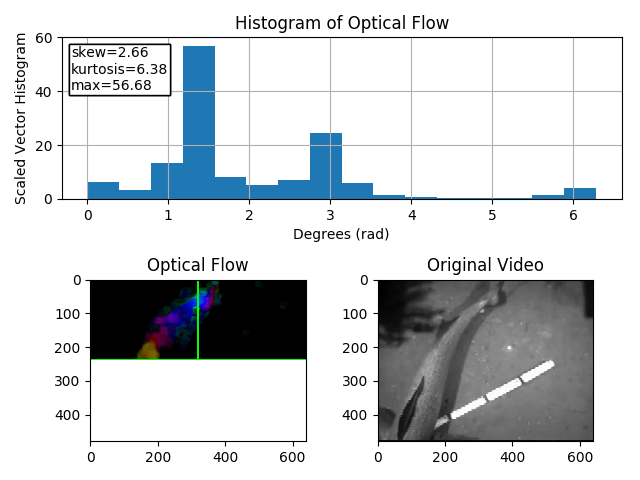 Histogram of Optical Flow
skew=2.66
kurtosis=6.38
max=56.68
Scaled Vector Histogram
60
40
20
0
0 1 2 3 4 5 6
Degrees (rad)
Optical Flow
0
100
200
300
400
0 200 400 600
Original Video
0
100
200
300
400
0 200 400 600